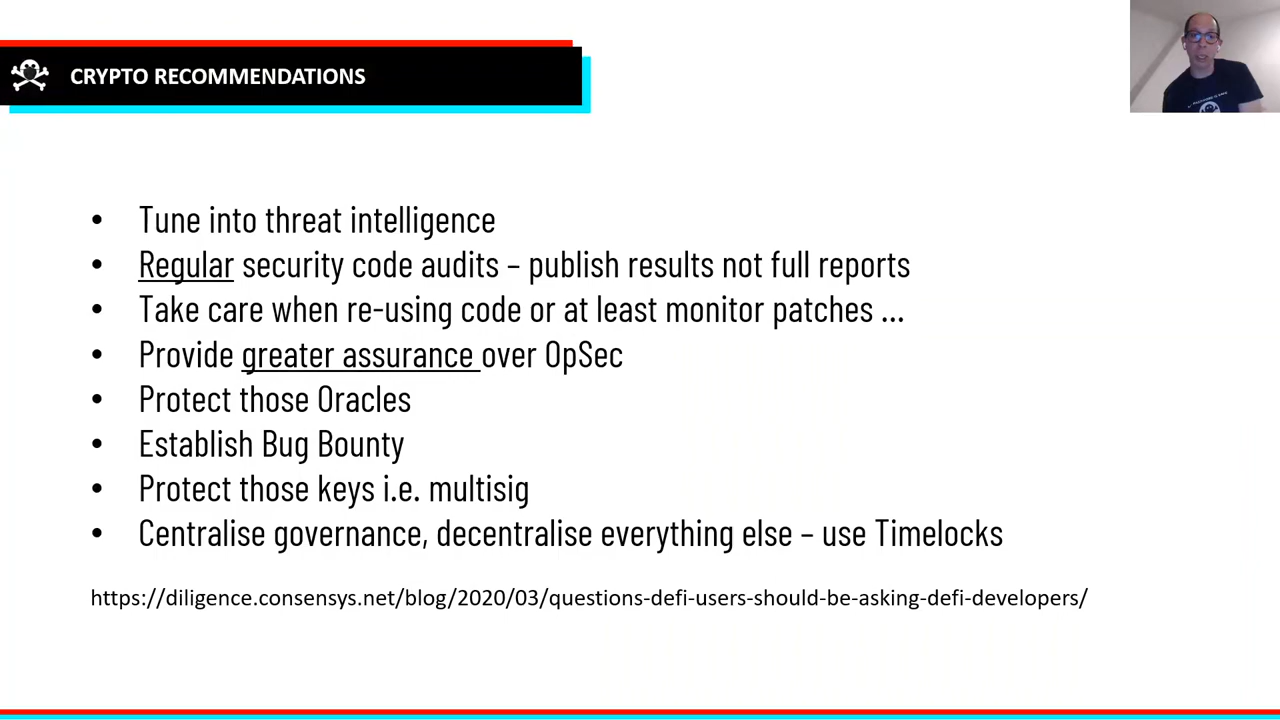 CRYPTO RECOMMENDATIONS
• Tune into threat intelligence
• Regular security code audits – publish results not full reports
• Take care when re-using code or at least monitor patches ...
• Provide greater assurance over OpSec
• Protect those Oracles
• Establish Bug Bounty
• Protect those keys i.e. multisig
• Centralise governance, decentralise everything else – use Timelocks
https://diligence.consensys.net/blog/2020/03/questions-defi-users-should-be-asking-defi-developers/